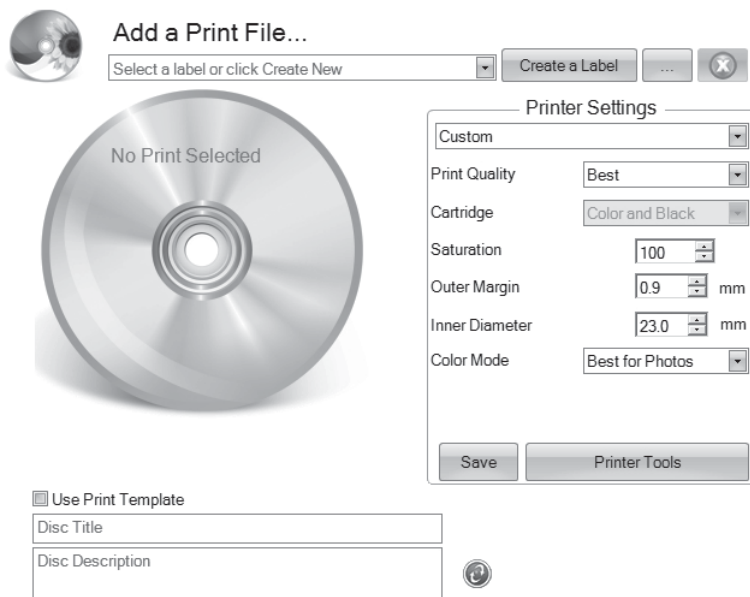 Add a Print File...
Select a label or click Create New
Create a Label
...
No Print Selected
Printer Settings
Custom
Print Quality Best
Cartridge Color and Black
Saturation 100
Outer Margin 0.9 mm
Inner Diameter 23.0 mm
Color Mode Best for Photos
Save Printer Tools
Use Print Template
Disc Title
Disc Description